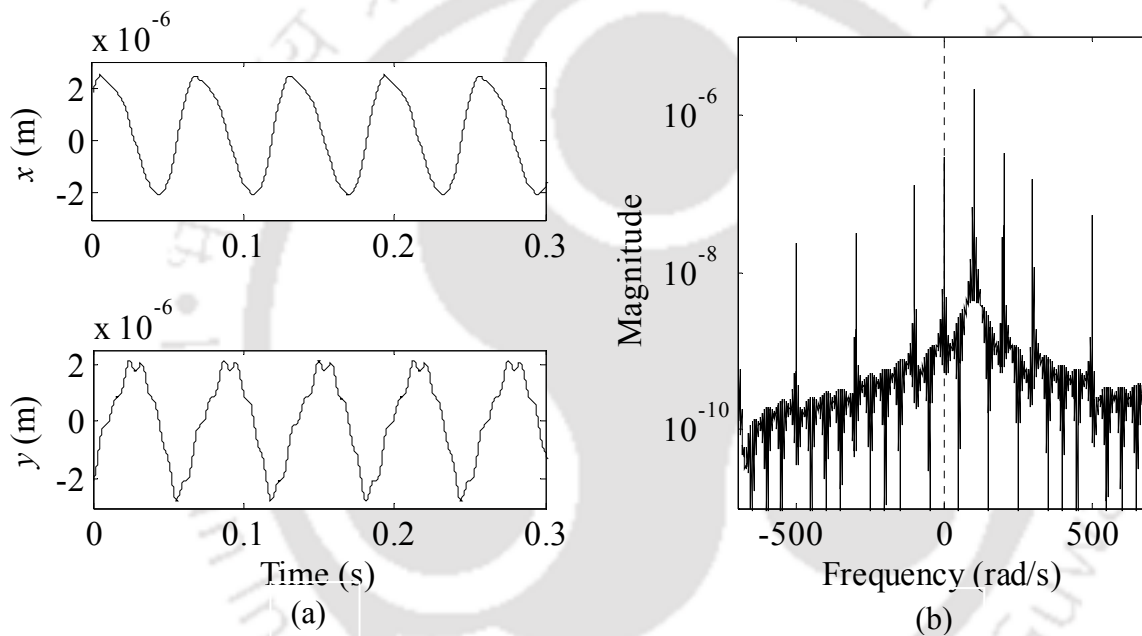 x 10^-6
x (m)
2
0
-2
0 0.1 0.2 0.3
x 10^-6
y (m)
2
0
-2
0 0.1 0.2 0.3
Time (s)
(a)
Magnitude
10^-6
10^-8
10^-10
-500 0 500
Frequency (rad/s)
(b)